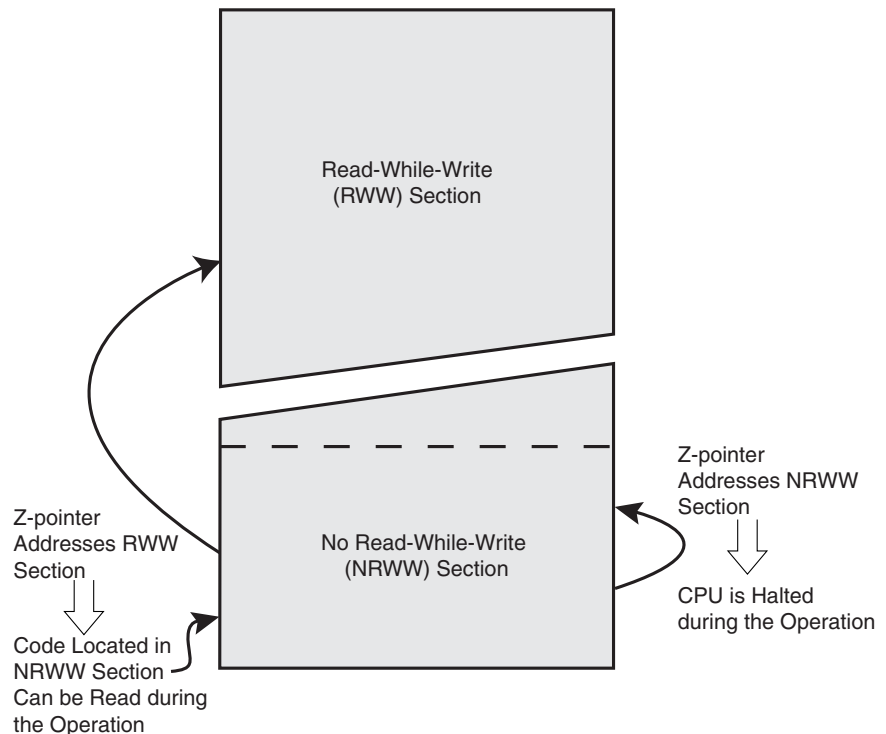 Read-While-Write
(RWW) Section
Z-pointer
Addresses NRWW
Section
Z-pointer
Addresses RWW
Section
No Read-While-Write
(NRWW) Section
CPU is Halted
during the Operation
Code Located in
NRWW Section
Can be Read during
the Operation